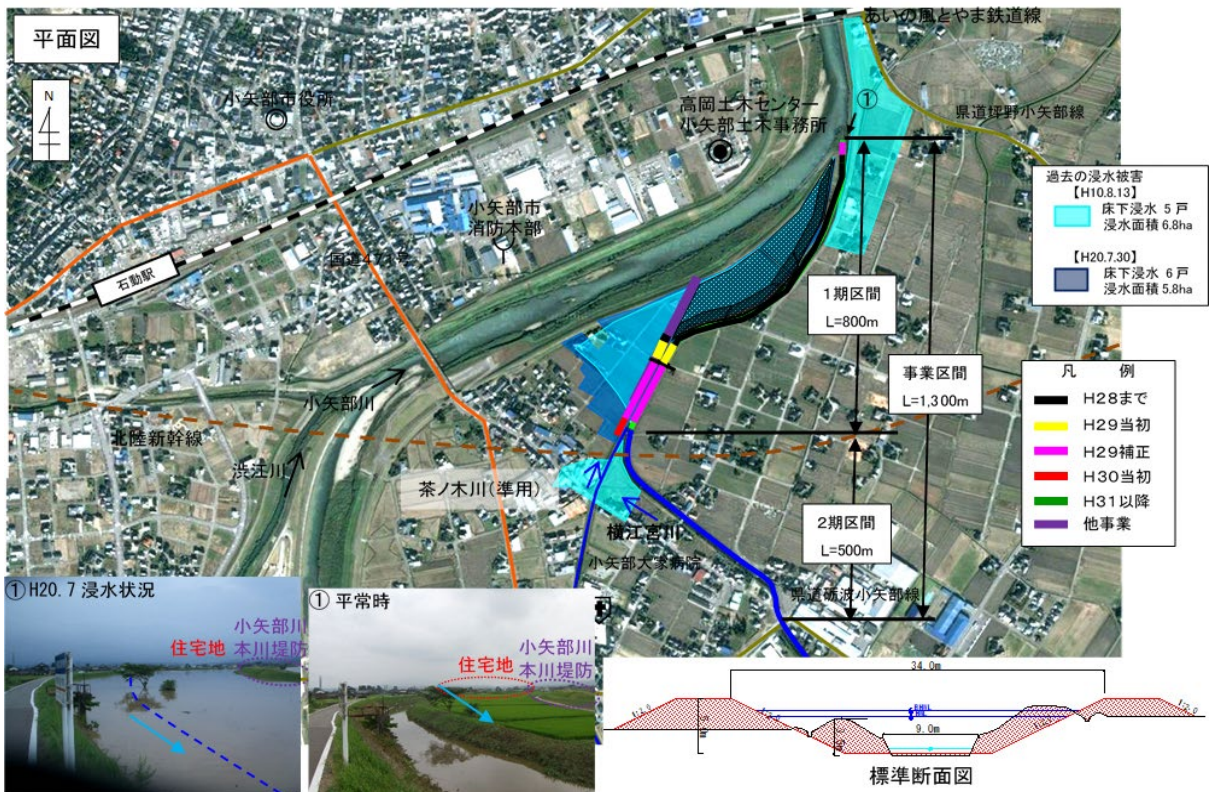 平面図
N
あいの風とやま鉄道線
小矢部市役所
高岡土木センター
小矢部土木事務所
①
県道坪野小矢部線
過去の浸水被害
【H10.8.13】
床下浸水 5 戸
浸水面積 6.8ha
【H20.7.30】
床下浸水 6 戸
浸水面積 5.8ha
小矢部市
消防本部
国道471号
石動駅
1期区間
L=800m
事業区間
L=1,300m
凡 例
H28まで
H29当初
H29補正
H30当初
H31以降
他事業
小矢部川
北陸新幹線
渋江川
茶ノ木川(準用)
横江宮川
2期区間
L=500m
小矢部大家病院
県道砺波小矢部線
①H20.7 浸水状況
小矢部川
本川堤防
住宅地
① 平常時
小矢部川
本川堤防
住宅地
34.0m
1:2.0
1:2.0
9.0m
標準断面図